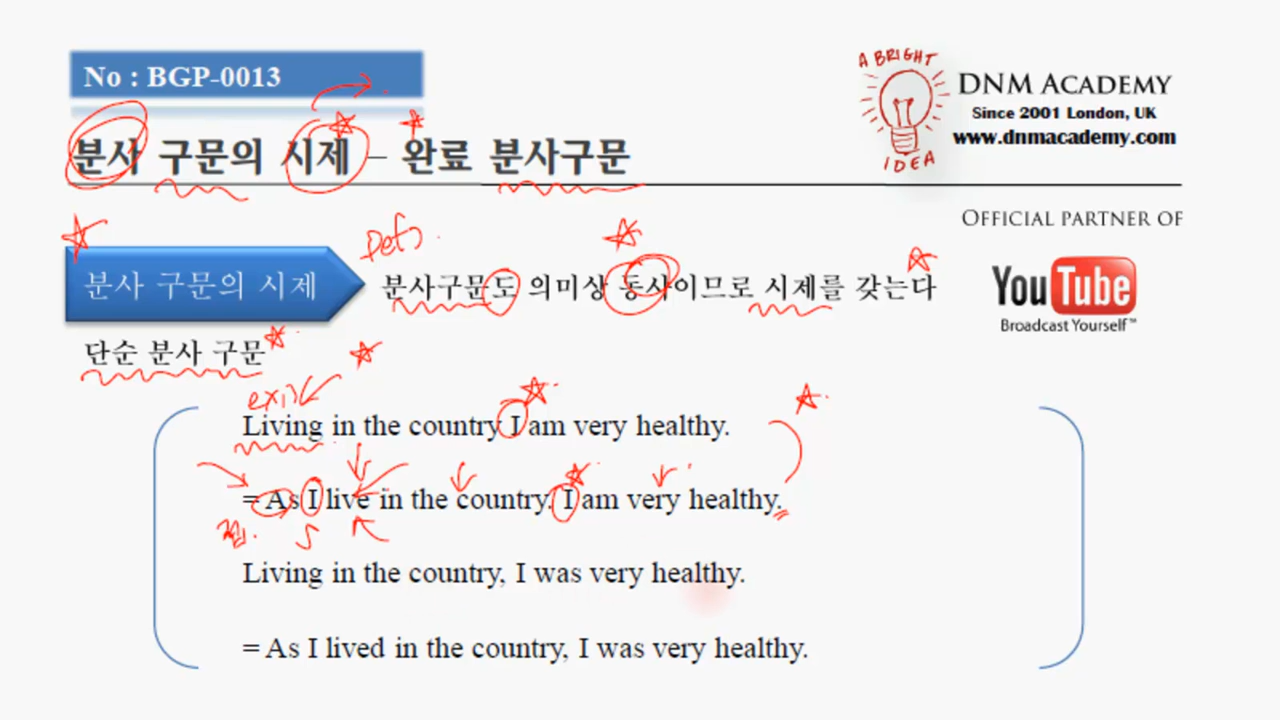 No : BGP-0013
A BRIGHT
IDEA
DNM ACADEMY
Since 2001 London, UK
www.dnmacademy.com
분사 구문의 시제 – 완료 분사구문
OFFICIAL PARTNER OF
분사 구문의 시제
분사구문도 의미상 동사이므로 시제를 갖는다
YouTube
Broadcast Yourself™
단순 분사 구문
Living in the country I am very healthy.
= As I live in the country. I am very healthy.
S
Living in the country, I was very healthy.
= As I lived in the country, I was very healthy.